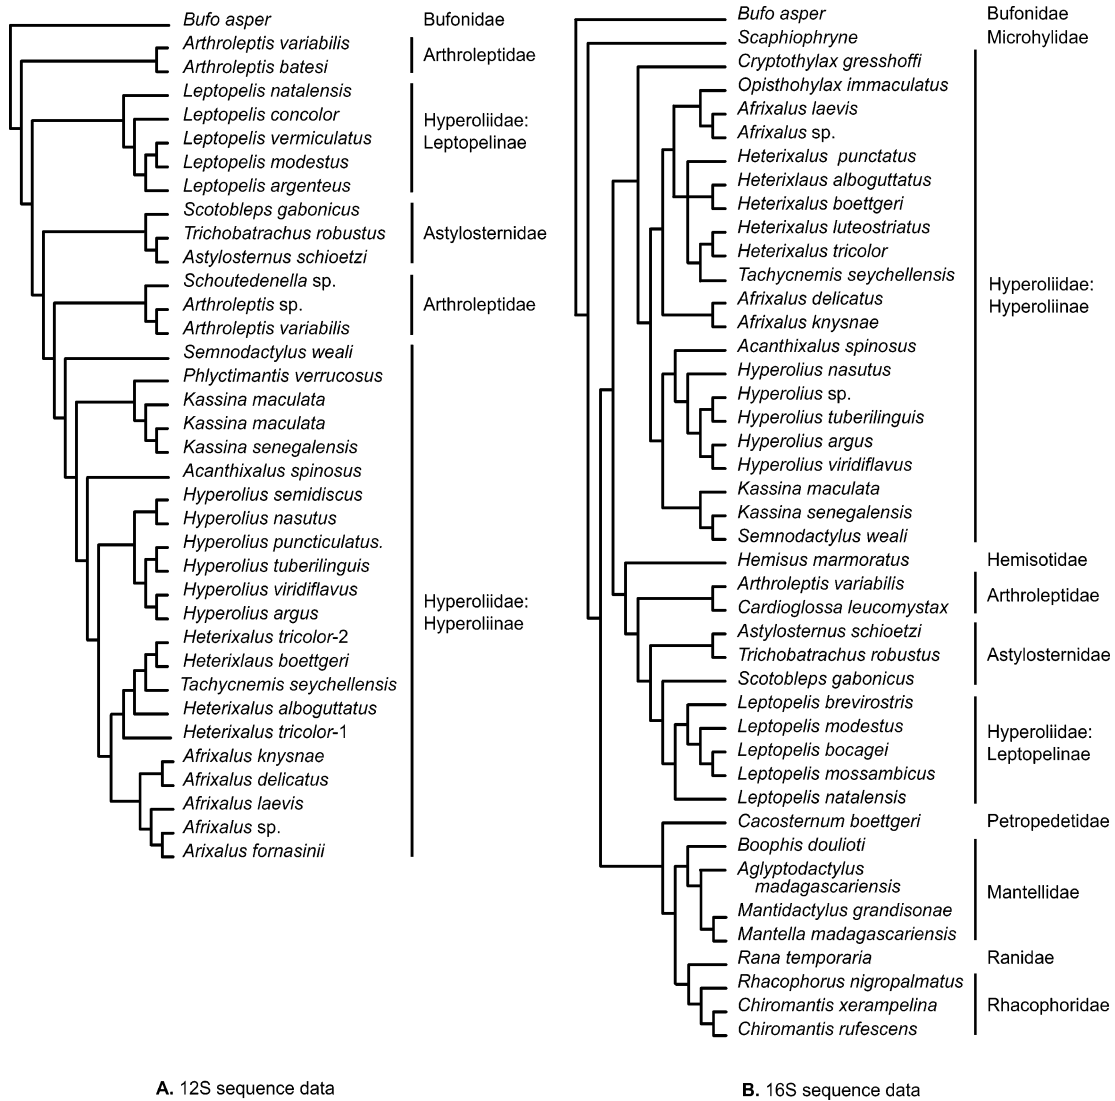 Bufo asper
Bufonidae
Arthroleptis variabilis
Arthroleptis batesi
Arthroleptidae
Leptopelis natalensis
Leptopelis concolor
Leptopelis vermiculatus
Leptopelis modestus
Leptopelis argenteus
Hyperoliidae:
Leptopelinae
Scotobleps gabonicus
Trichobatrachus robustus
Astylosternus schioetzi
Astylosternidae
Schoutedenella sp.
Arthroleptis sp.
Arthroleptis variabilis
Arthroleptidae
Semnodactylus weali
Phlyctimantis verrucosus
Kassina maculata
Kassina maculata
Kassina senegalensis
Acanthixalus spinosus
Hyperolius semidiscus
Hyperolius nasutus
Hyperolius puncticulatus.
Hyperolius tuberilinguis
Hyperolius viridiflavus
Hyperolius argus
Heterixalus tricolor-2
Heterixlaus boettgeri
Tachycnemis seychellensis
Heterixalus alboguttatus
Heterixalus tricolor-1
Afrixalus knysnae
Afrixalus delicatus
Afrixalus laevis
Afrixalus sp.
Arixalus fornasinii
Hyperoliidae:
Hyperoliinae
A. 12S sequence data
Bufo asper
Bufonidae
Scaphiophryne
Microhylidae
Cryptothylax gresshoffi
Opisthohylax immaculatus
Afrixalus laevis
Afrixalus sp.
Heterixalus punctatus
Heterixlaus alboguttatus
Heterixalus boettgeri
Heterixalus luteostriatus
Heterixalus tricolor
Tachycnemis seychellensis
Afrixalus delicatus
Afrixalus knysnae
Acanthixalus spinosus
Hyperolius nasutus
Hyperolius sp.
Hyperolius tuberilinguis
Hyperolius argus
Hyperolius viridiflavus
Kassina maculata
Kassina senegalensis
Semnodactylus weali
Hyperoliidae:
Hyperoliinae
Hemisus marmoratus
Hemisotidae
Arthroleptis variabilis
Cardioglossa leucomystax
Arthroleptidae
Astylosternus schioetzi
Trichobatrachus robustus
Scotobleps gabonicus
Astylosternidae
Leptopelis brevirostris
Leptopelis modestus
Leptopelis bocagei
Leptopelis mossambicus
Leptopelis natalensis
Hyperoliidae:
Leptopelinae
Cacosternum boettgeri
Petropedetidae
Boophis doulioti
Aglyptodactylus
madagascariensis
Mantidactylus grandisonae
Mantella madagascariensis
Mantellidae
Rana temporaria
Ranidae
Rhacophorus nigropalmatus
Chiromantis xerampelina
Chiromantis rufescens
Rhacophoridae
B. 16S sequence data